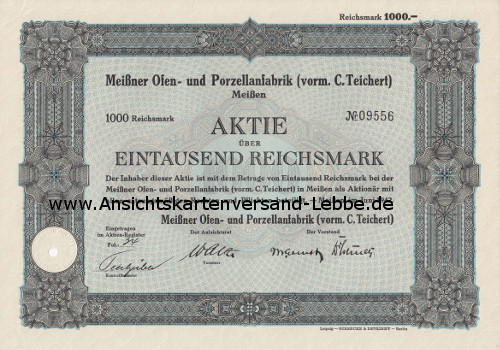 Reichsmark 1000.–
Meißner Ofen- und Porzellanfabrik (vorm. C. Teichert)
Meißen
1000 Reichsmark
№ 09556
AKTIE
ÜBER
EINTAUSEND REICHSMARK
Der Inhaber dieser Aktie ist mit dem Betrage von Eintausend Reichsmark bei der
Meißner Ofen- und Porzellanfabrik (vorm. C. Teichert) in Meißen als Aktionär mit
www.Ansichtskartenversand-Lebbe.de
Meißner Ofen- und Porzellanfabrik (vorm. C. Teichert)
Eingetragen
im Aktien-Register
Fol.:
Der Aufsichtsrat
Der Vorstand
Vorsitzender
Kontrollbeamter
Leipzig
Berlin